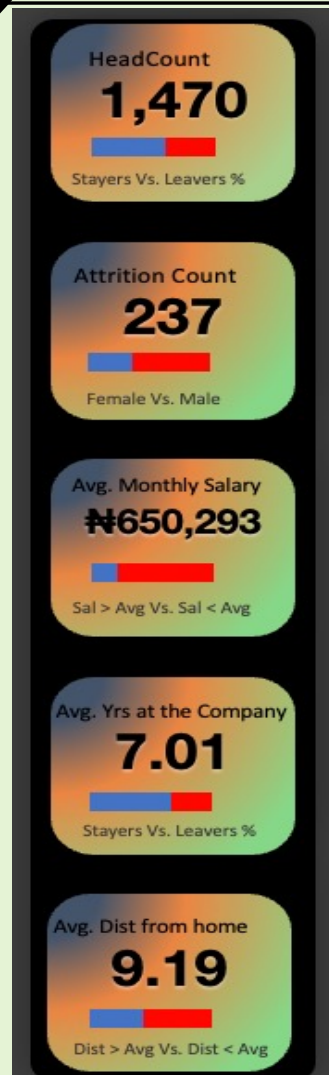 HeadCount
1,470
Stayers Vs. Leavers %
Attrition Count
237
Female Vs. Male
Avg. Monthly Salary
₦650,293
Sal > Avg Vs. Sal < Avg
Avg. Yrs at the Company
7.01
Stayers Vs. Leavers %
Avg. Dist from home
9.19
Dist > Avg Vs. Dist < Avg